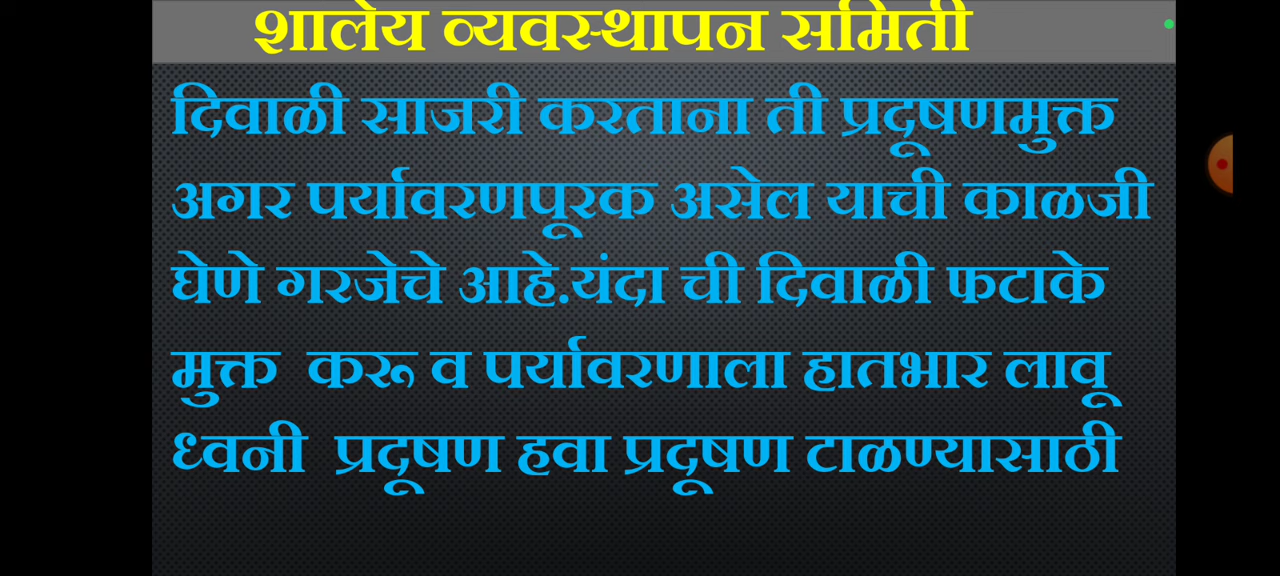 शालेय व्यवस्थापन समिती
दिवाळी साजरी करताना ती प्रदूषणमुक्त
अगर पर्यावरणपूरक असेल याची काळजी
घेणे गरजेचे आहे.यंदा ची दिवाळी फटाके
मुक्त  करू व पर्यावरणाला हातभार लावू
ध्वनी  प्रदूषण हवा प्रदूषण टाळण्यासाठी